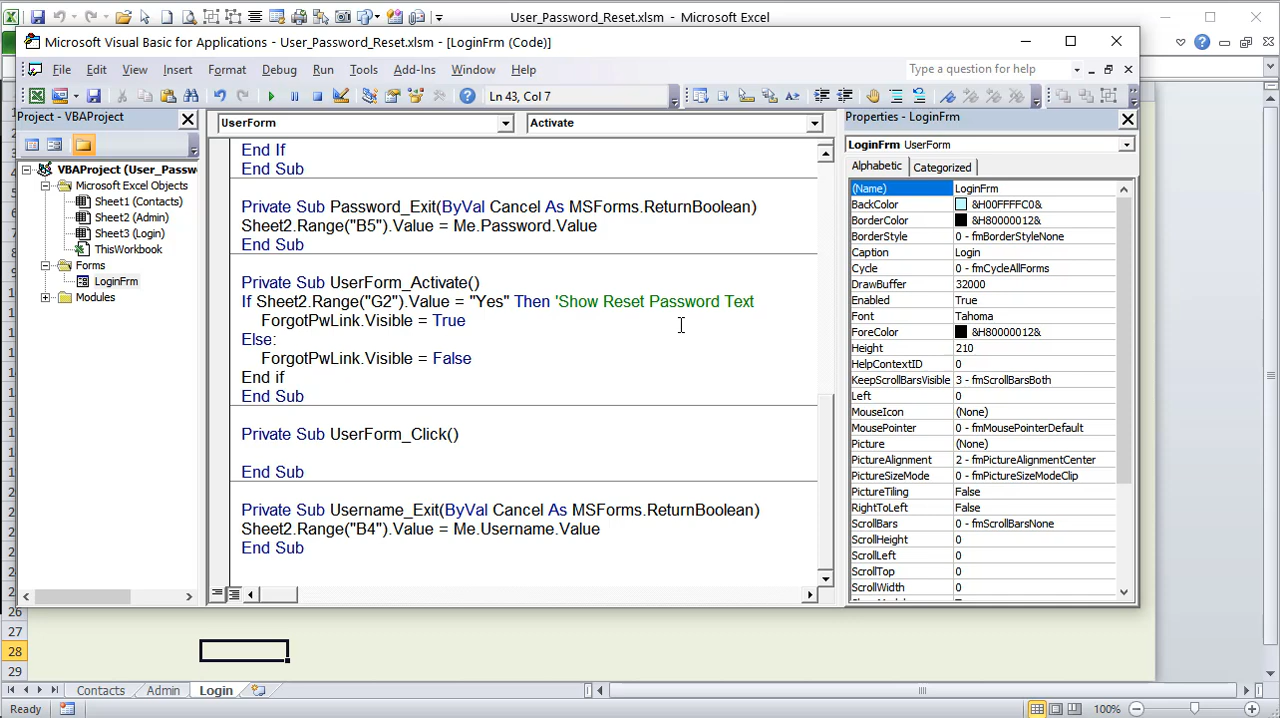 User_Password_Reset.xlsm - Microsoft Excel
Microsoft Visual Basic for Applications - User_Password_Reset.xlsm - [LoginFrm (Code)]
File Edit View Insert Format Debug Run Tools Add-Ins Window Help
Type a question for help
Ln 43, Col 7
Project - VBAProject
VBAProject (User_Passw
Microsoft Excel Objects
Sheet1 (Contacts)
Sheet2 (Admin)
Sheet3 (Login)
ThisWorkbook
Forms
LoginFrm
Modules
UserForm
Activate
End If
End Sub
Private Sub Password_Exit(ByVal Cancel As MSForms.ReturnBoolean)
Sheet2.Range("B5").Value = Me.Password.Value
End Sub
Private Sub UserForm_Activate()
If Sheet2.Range("G2").Value = "Yes" Then 'Show Reset Password Text
ForgotPwLink.Visible = True
Else:
ForgotPwLink.Visible = False
End if
End Sub
Private Sub UserForm_Click()
End Sub
Private Sub Username_Exit(ByVal Cancel As MSForms.ReturnBoolean)
Sheet2.Range("B4").Value = Me.Username.Value
End Sub
Properties - LoginFrm
LoginFrm UserForm
Alphabetic Categorized
(Name) LoginFrm
BackColor &H00FFFFC0&
BorderColor &H80000012&
BorderStyle 0 - fmBorderStyleNone
Caption Login
Cycle 0 - fmCycleAllForms
DrawBuffer 32000
Enabled True
Font Tahoma
ForeColor &H80000012&
Height 210
HelpContextID 0
KeepScrollBarsVisible 3 - fmScrollBarsBoth
Left 0
MouseIcon (None)
MousePointer 0 - fmMousePointerDefault
Picture (None)
PictureAlignment 2 - fmPictureAlignmentCenter
PictureSizeMode 0 - fmPictureSizeModeClip
PictureTiling False
RightToLeft False
ScrollBars 0 - fmScrollBarsNone
ScrollHeight 0
ScrollLeft 0
ScrollTop 0
ScrollWidth 0
26
27
28
29
Contacts Admin Login
Ready
100%